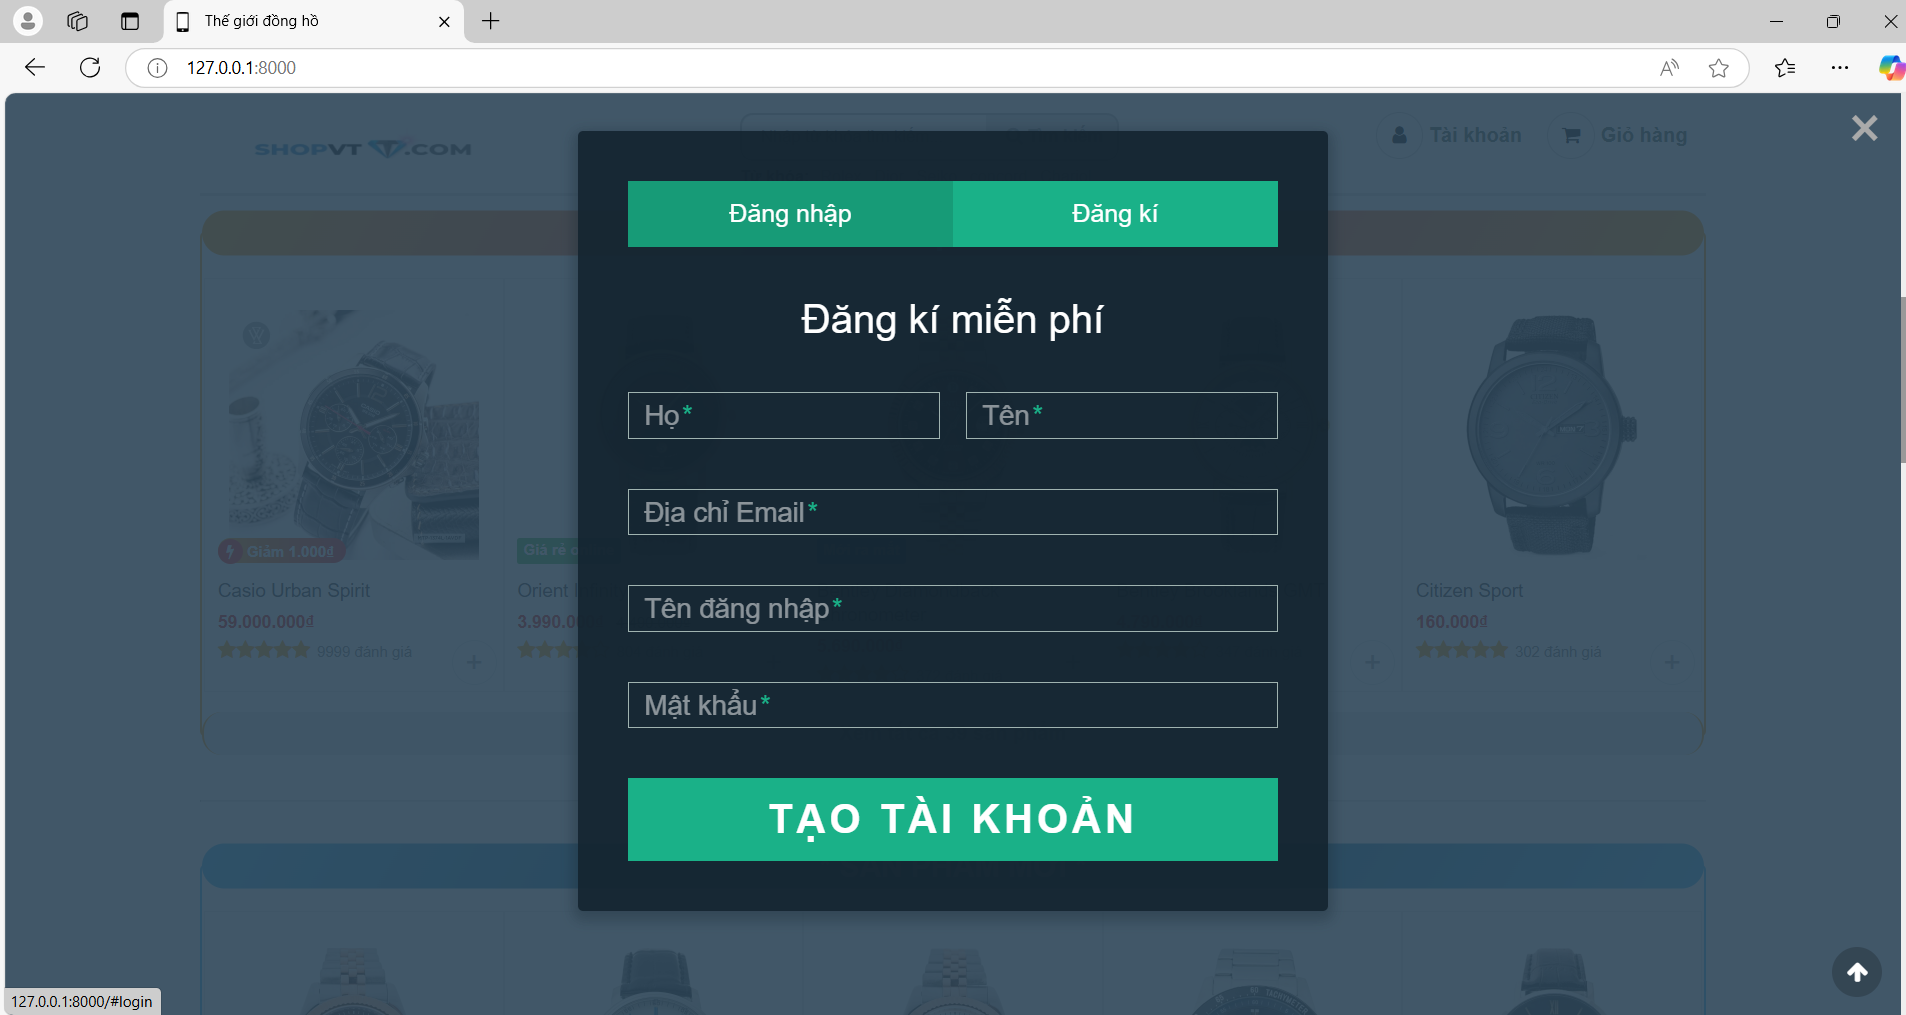 Thế giới đồng hồ
127.0.0.1:8000
SHOPVT .COM
Tài khoản
Giỏ hàng
Đăng nhập
Đăng kí
Đăng kí miễn phí
Họ*
Tên*
Địa chỉ Email*
Tên đăng nhập*
Mật khẩu*
TẠO TÀI KHOẢN
Giảm 1.000₫
Giá rẻ
Casio Urban Spirit
59.000.000₫
9999 đánh giá
Orient
3.990.0
Citizen Sport
160.000₫
302 đánh giá
127.0.0.1:8000/#login